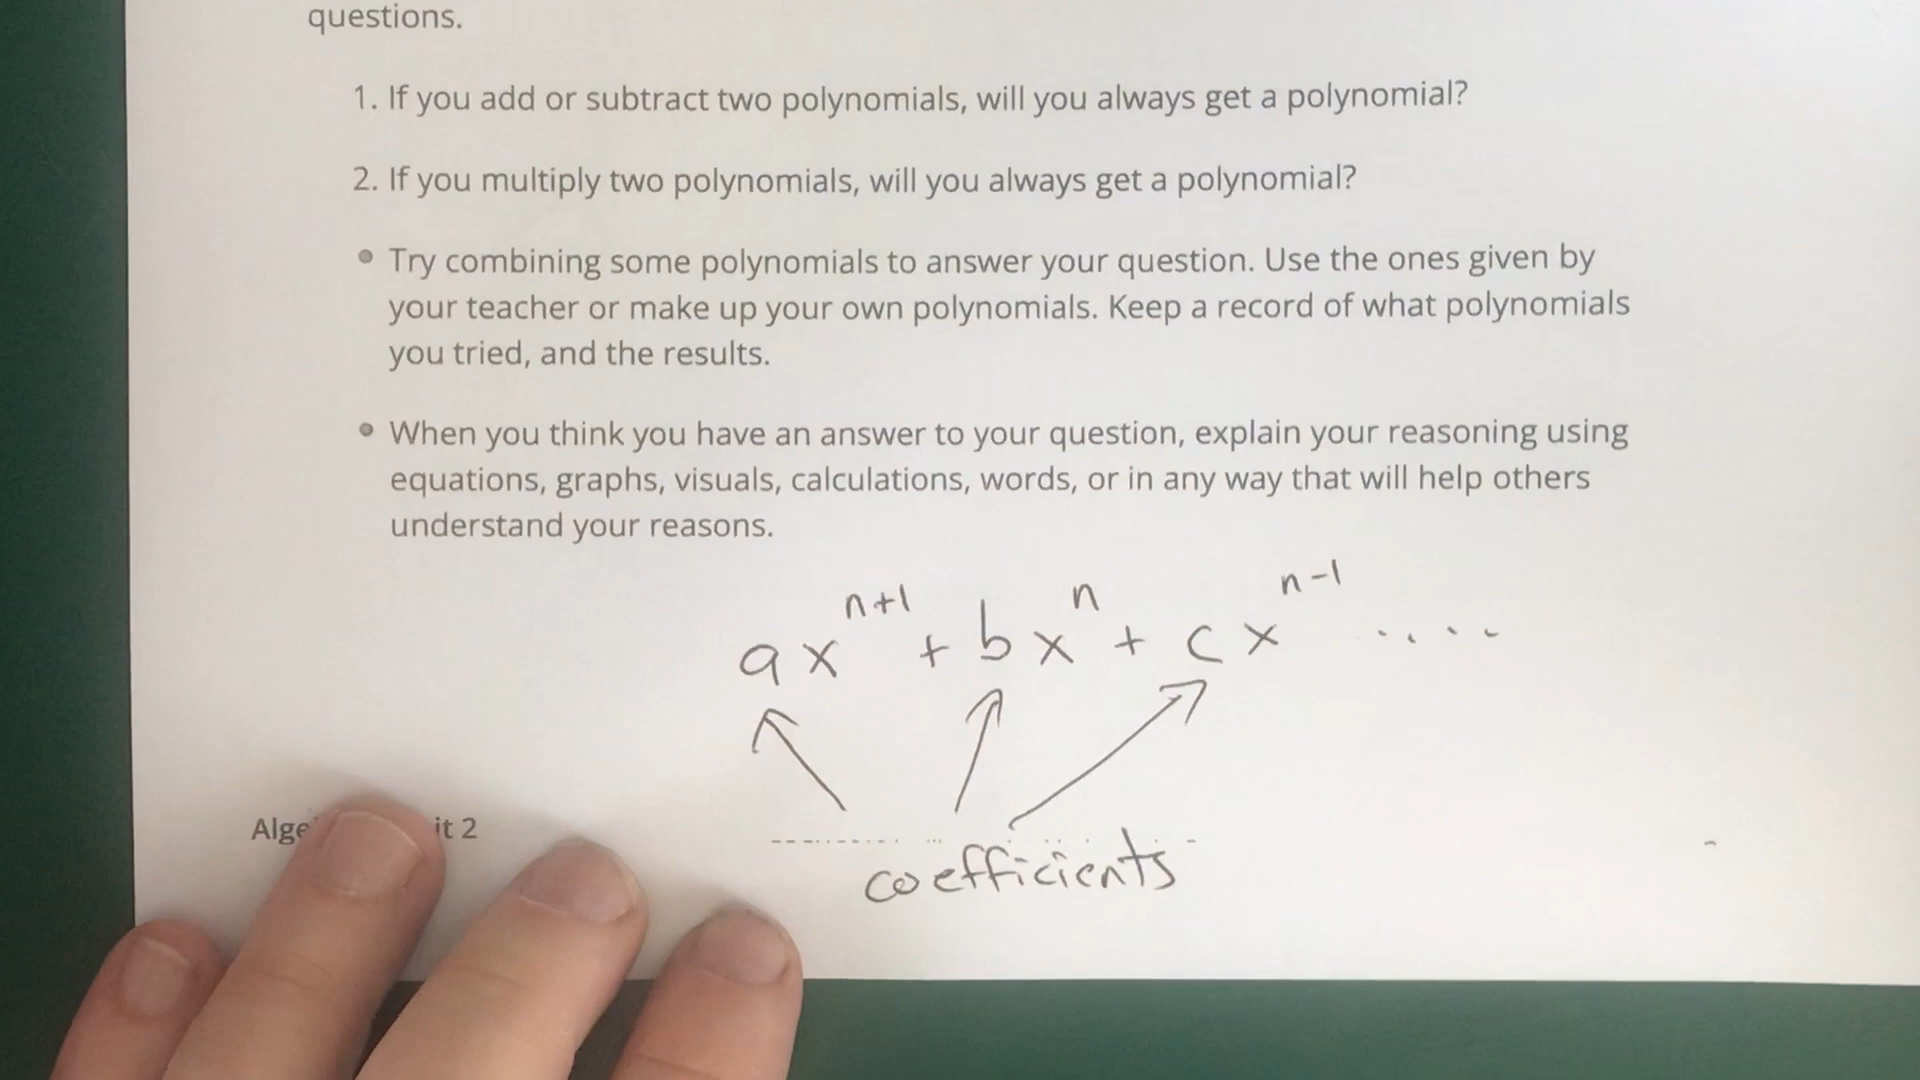 questions.
1. If you add or subtract two polynomials, will you always get a polynomial?
2. If you multiply two polynomials, will you always get a polynomial?
• Try combining some polynomials to answer your question. Use the ones given by
your teacher or make up your own polynomials. Keep a record of what polynomials
you tried, and the results.
• When you think you have an answer to your question, explain your reasoning using
equations, graphs, visuals, calculations, words, or in any way that will help others
understand your reasons.
ax^(n+1) + bx^n + cx^(n-1) ....
it 2
coefficients